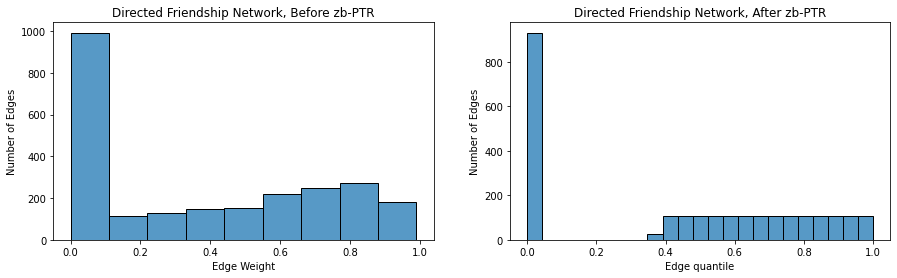 Directed Friendship Network, Before zb-PTR
1000
800
600
400
200
0
Number of Edges
0.0 0.2 0.4 0.6 0.8 1.0
Edge Weight
Directed Friendship Network, After zb-PTR
800
600
400
200
0
Number of Edges
0.0 0.2 0.4 0.6 0.8 1.0
Edge quantile